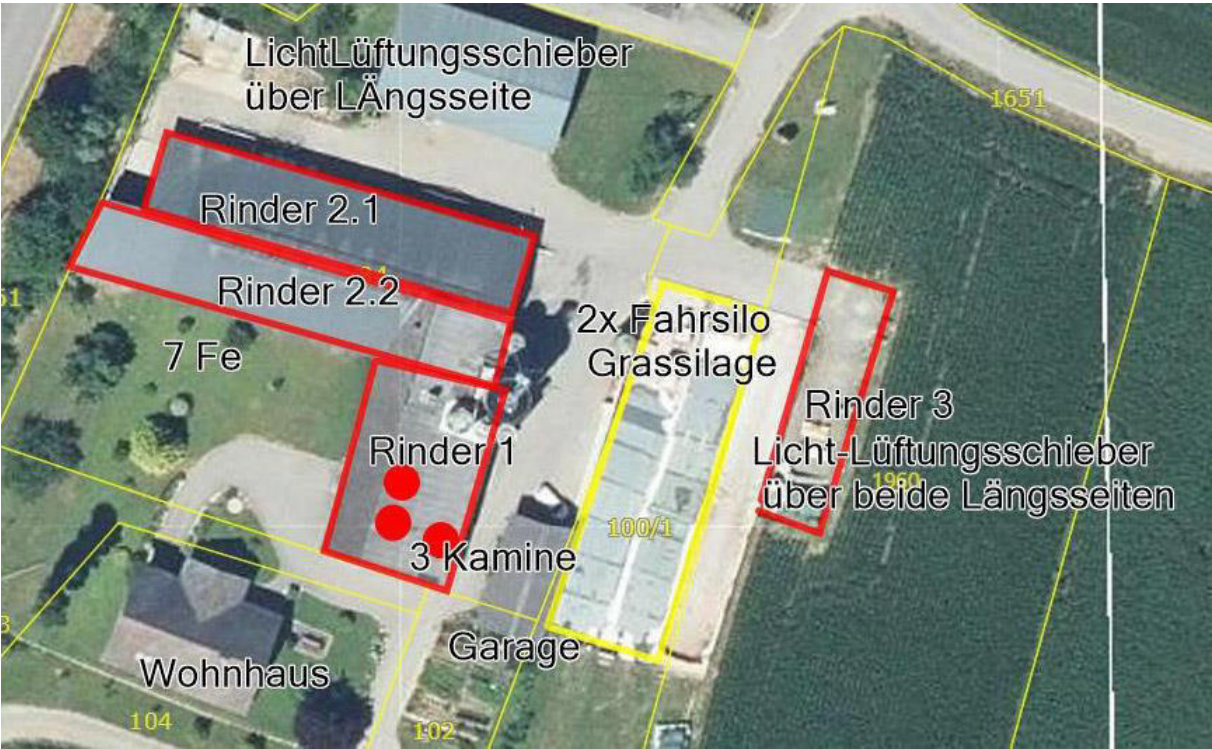 LichtLüftungsschieber
über LÄngsseite
1651
Rinder 2.1
Rinder 2.2
2x Fahrsilo
Grassilage
7 Fe
Rinder 3
Rinder 1
Licht-Lüftungsschieber
1960
über beide Längsseiten
100/1
3 Kamine
Garage
Wohnhaus
104
102